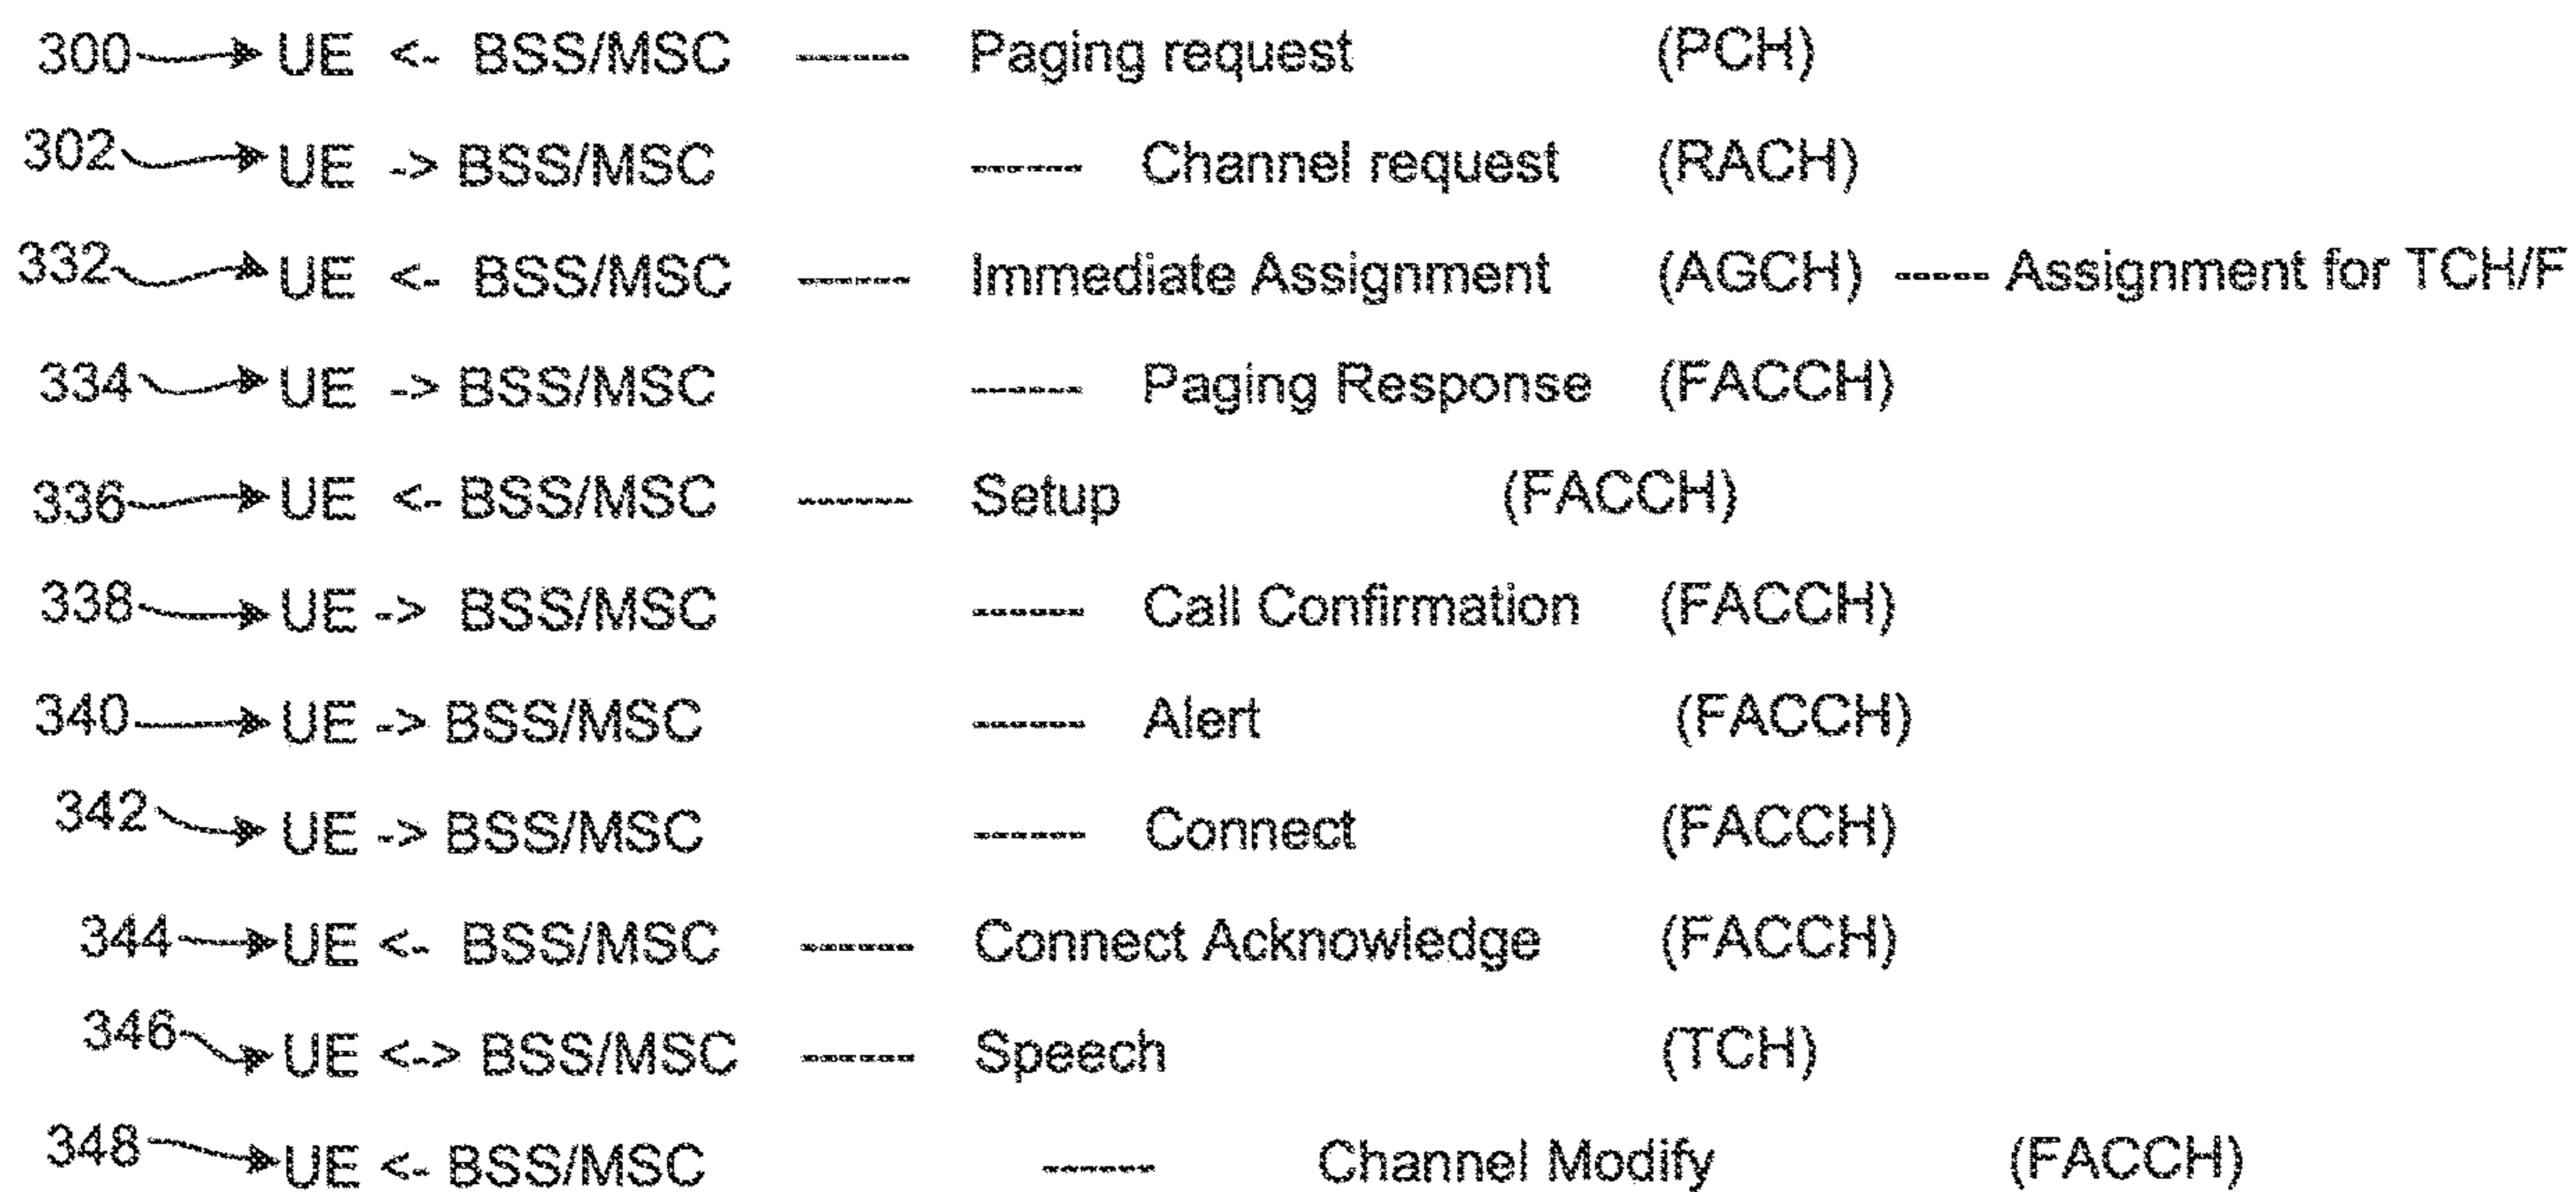 300 UE <- BSS/MSC ------ Paging request (PCH)
302 UE -> BSS/MSC ------ Channel request (RACH)
332 UE <- BSS/MSC ------ Immediate Assignment (AGCH) ----- Assignment for TCH/F
334 UE -> BSS/MSC ------ Paging Response (FACCH)
336 UE <- BSS/MSC ------ Setup (FACCH)
338 UE -> BSS/MSC ------ Call Confirmation (FACCH)
340 UE -> BSS/MSC ------ Alert (FACCH)
342 UE -> BSS/MSC ------ Connect (FACCH)
344 UE <- BSS/MSC ------ Connect Acknowledge (FACCH)
346 UE <-> BSS/MSC ------ Speech (TCH)
348 UE <- BSS/MSC ------ Channel Modify (FACCH)